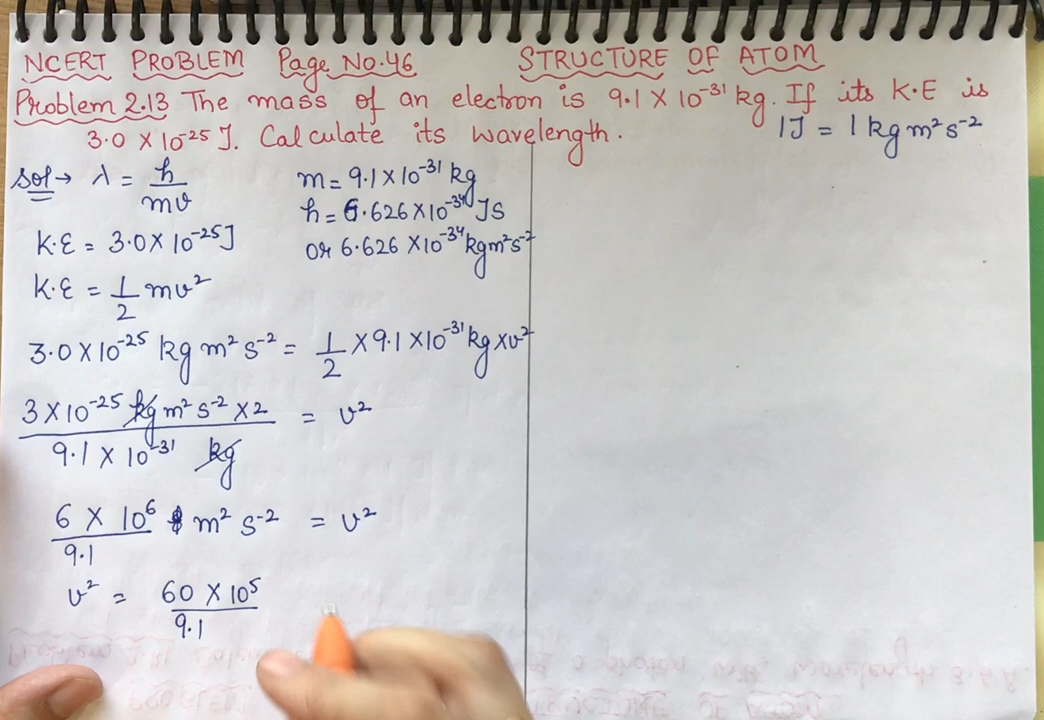 NCERT PROBLEM Page No.46 STRUCTURE OF ATOM
Problem 2.13 The mass of an electron is 9.1 X 10⁻³¹ kg. If its K.E is
3.0 X 10⁻²⁵ J. Calculate its wavelength.
1J = 1 kg m² s⁻²
Sol → λ = h/mv
m = 9.1 X 10⁻³¹ kg
h = 6.626 X 10⁻³⁴ JS
K.E = 3.0 X 10⁻²⁵ J
or 6.626 X 10⁻³⁴ kgm²s⁻²
K.E = 1/2 mv²
3.0 X 10⁻²⁵ kg m² s⁻² = 1/2 X 9.1 X 10⁻³¹ kg x v²
3 X 10⁻²⁵ kg m² s⁻² X 2 / 9.1 X 10⁻³¹ kg = v²
6 X 10⁶ / 9.1 m² s⁻² = v²
v² = 60 X 10⁵ / 9.1